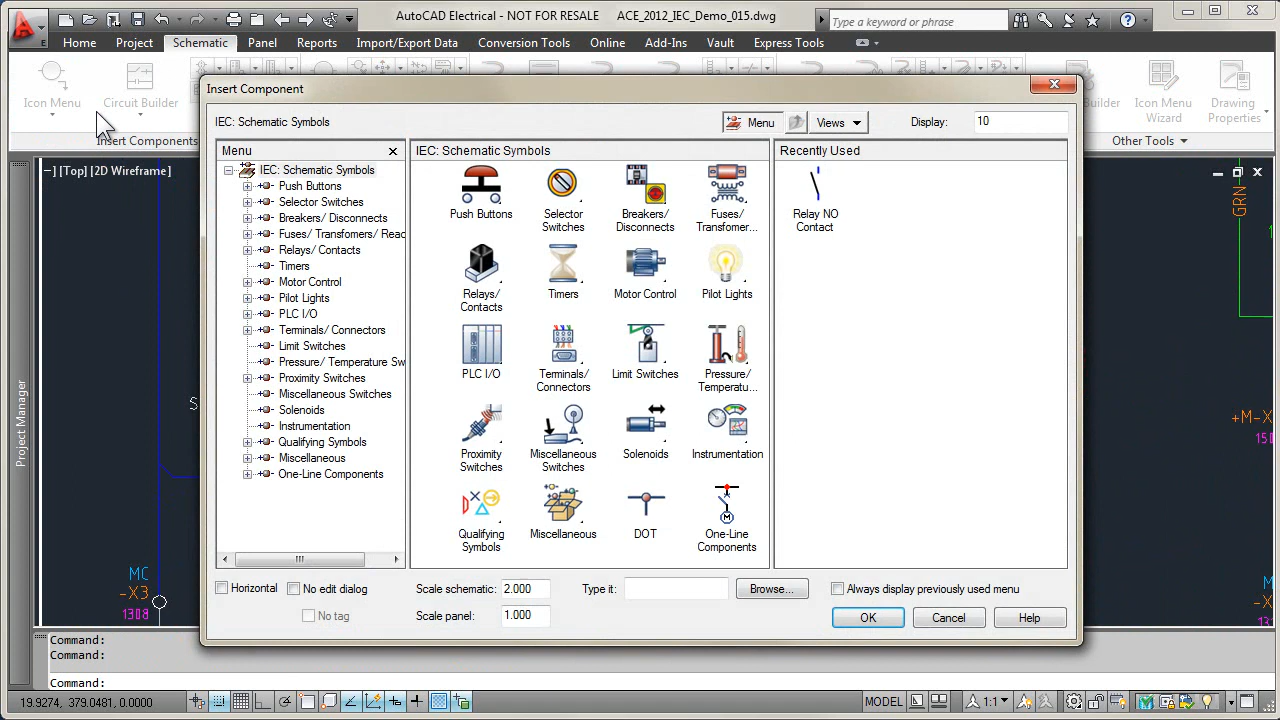 AutoCAD Electrical - NOT FOR RESALE ACE_2012_IEC_Demo_015.dwg
Type a keyword or phrase
Home Project Schematic Panel Reports Import/Export Data Conversion Tools Online Add-Ins Vault Express Tools
Icon Menu
Circuit Builder
Insert Components
Builder
Icon Menu
Wizard
Drawing
Properties
Other Tools
[Top] [2D Wireframe]
Project Manager
Insert Component
IEC: Schematic Symbols
Menu
Views
Display:
10
Menu
IEC: Schematic Symbols
Push Buttons
Selector Switches
Breakers/ Disconnects
Fuses/ Transfomers/ Reac
Relays/ Contacts
Timers
Motor Control
Pilot Lights
PLC I/O
Terminals/ Connectors
Limit Switches
Pressure/ Temperature Sw
Proximity Switches
Miscellaneous Switches
Solenoids
Instrumentation
Qualifying Symbols
Miscellaneous
One-Line Components
IEC: Schematic Symbols
Push Buttons
Selector
Switches
Breakers/
Disconnects
Fuses/
Transfomer...
Relays/
Contacts
Timers
Motor Control
Pilot Lights
PLC I/O
Terminals/
Connectors
Limit Switches
Pressure/
Temperatu...
Proximity
Switches
Miscellaneous
Switches
Solenoids
Instrumentation
Qualifying
Symbols
Miscellaneous
DOT
One-Line
Components
Recently Used
Relay NO
Contact
Horizontal
No edit dialog
No tag
Scale schematic: 2.000
Scale panel: 1.000
Type it:
Browse...
Always display previously used menu
OK
Cancel
Help
S
MC
-X3
1308
GRN
1
+M-X
150
M
+X3
131
Command:
Command:
Command:
19.9274, 379.0481, 0.0000
MODEL
1:1